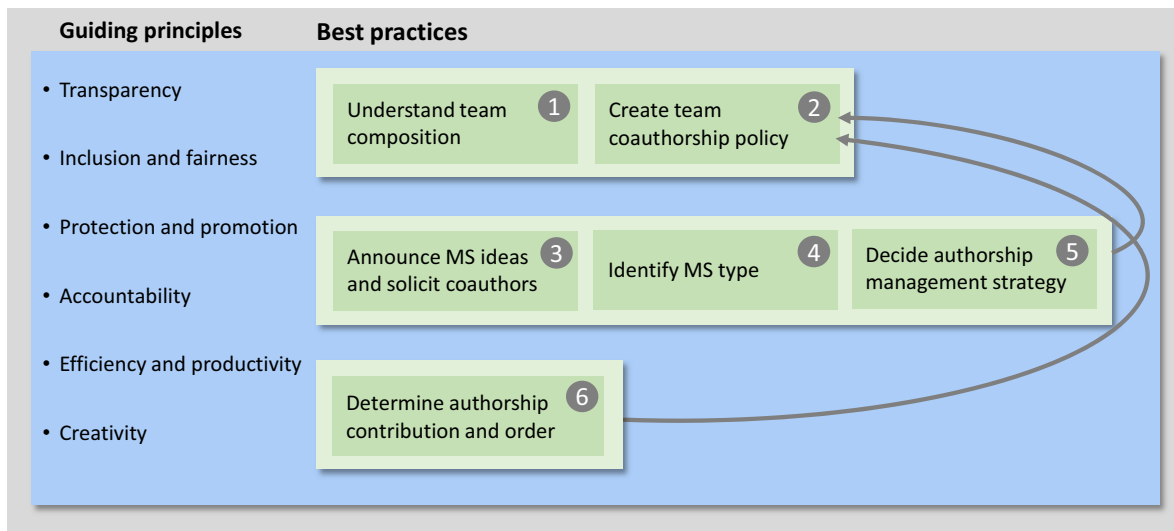 Guiding principles
• Transparency
• Inclusion and fairness
• Protection and promotion
• Accountability
• Efficiency and productivity
• Creativity
Best practices
Understand team
composition
1
Create team
coauthorship policy
2
Announce MS ideas
and solicit coauthors
3
Identify MS type
4
Decide authorship
management strategy
5
Determine authorship
contribution and order
6